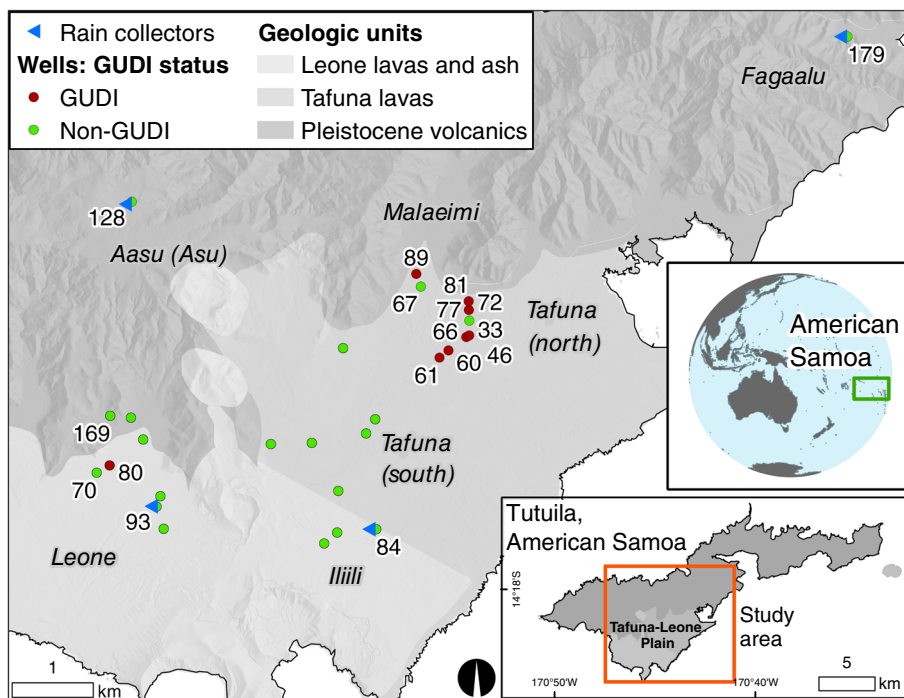 Rain collectors
Wells: GUDI status
GUDI
Non-GUDI
Geologic units
Leone lavas and ash
Tafuna lavas
Pleistocene volcanics
179
Fagaalu
128
Aasu (Asu)
Malaeimi
89
67
81
72
77
66
33
46
60
61
Tafuna
(north)
169
80
70
93
Leone
Tafuna
(south)
84
Iliili
1
km
American
Samoa
Tutuila,
American Samoa
14°18'S
Tafuna-Leone
Plain
Study
area
170°50'W
170°40'W
5
km